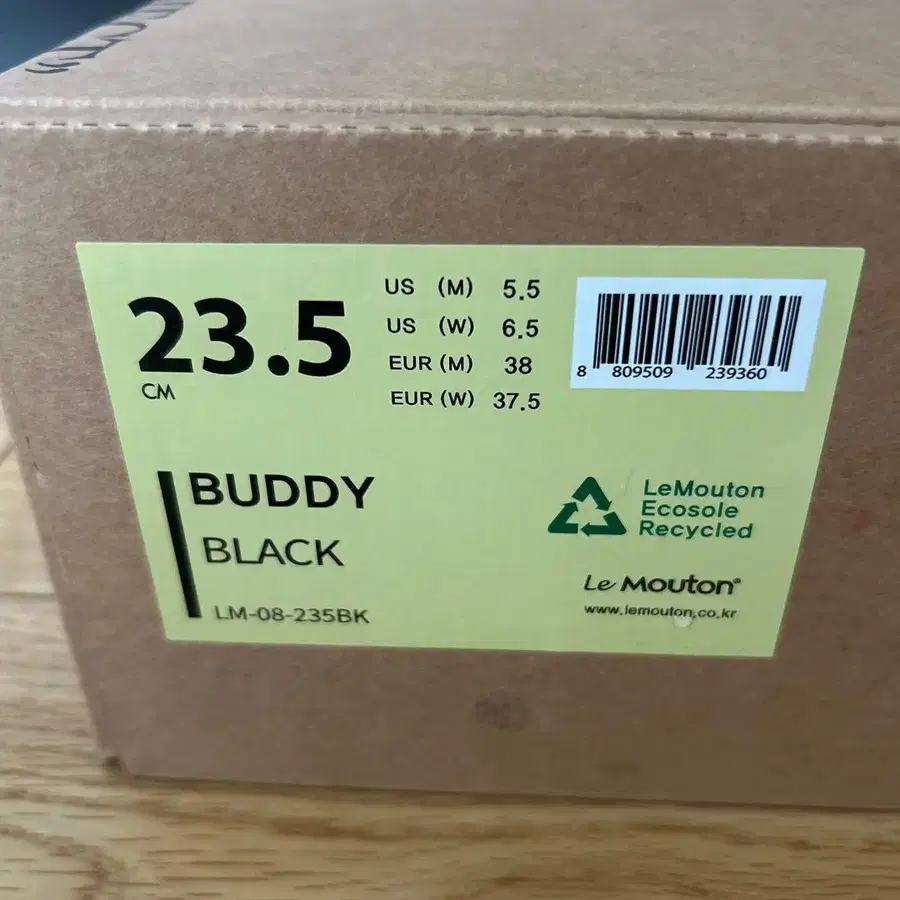 23.5
CM
US (M) 5.5
US (W) 6.5
EUR (M) 38
EUR (W) 37.5
8 809509 239360
BUDDY
BLACK
LM-08-235BK
LeMouton
Ecosole
Recycled
Le Mouton®
www.lemouton.co.kr